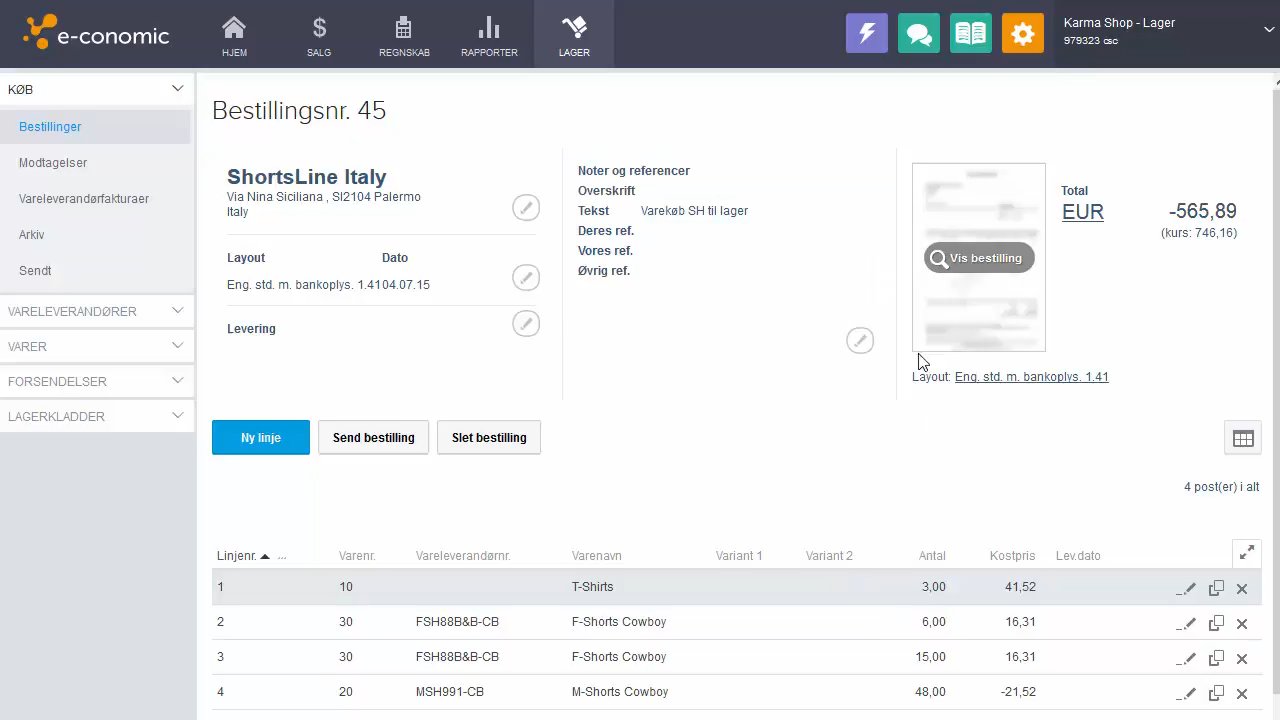 e-conomic
HJEM
SALG
REGNSKAB
RAPPORTER
LAGER
Karma Shop - Lager
979323 csc
KØB
Bestillinger
Modtagelser
Vareleverandørfakturaer
Arkiv
Sendt
VARELEVERANDØRER
VARER
FORSENDELSER
LAGERKLADDER
Bestillingsnr. 45
ShortsLine Italy
Via Nina Siciliana , SI2104 Palermo
Italy
Layout Dato
Eng. std. m. bankoplys. 1.4104.07.15
Levering
Noter og referencer
Overskrift
Tekst Varekøb SH til lager
Deres ref.
Vores ref.
Øvrig ref.
Vis bestilling
Layout: Eng. std. m. bankoplys. 1.41
Total
EUR -565,89
(kurs: 746,16)
Ny linje Send bestilling Slet bestilling
4 post(er) i alt
Linjenr. ... Varenr. Vareleverandørnr. Varenavn Variant 1 Variant 2 Antal Kostpris Lev.dato
1 10 T-Shirts 3,00 41,52
2 30 FSH88B&B-CB F-Shorts Cowboy 6,00 16,31
3 30 FSH88B&B-CB F-Shorts Cowboy 15,00 16,31
4 20 MSH991-CB M-Shorts Cowboy 48,00 -21,52